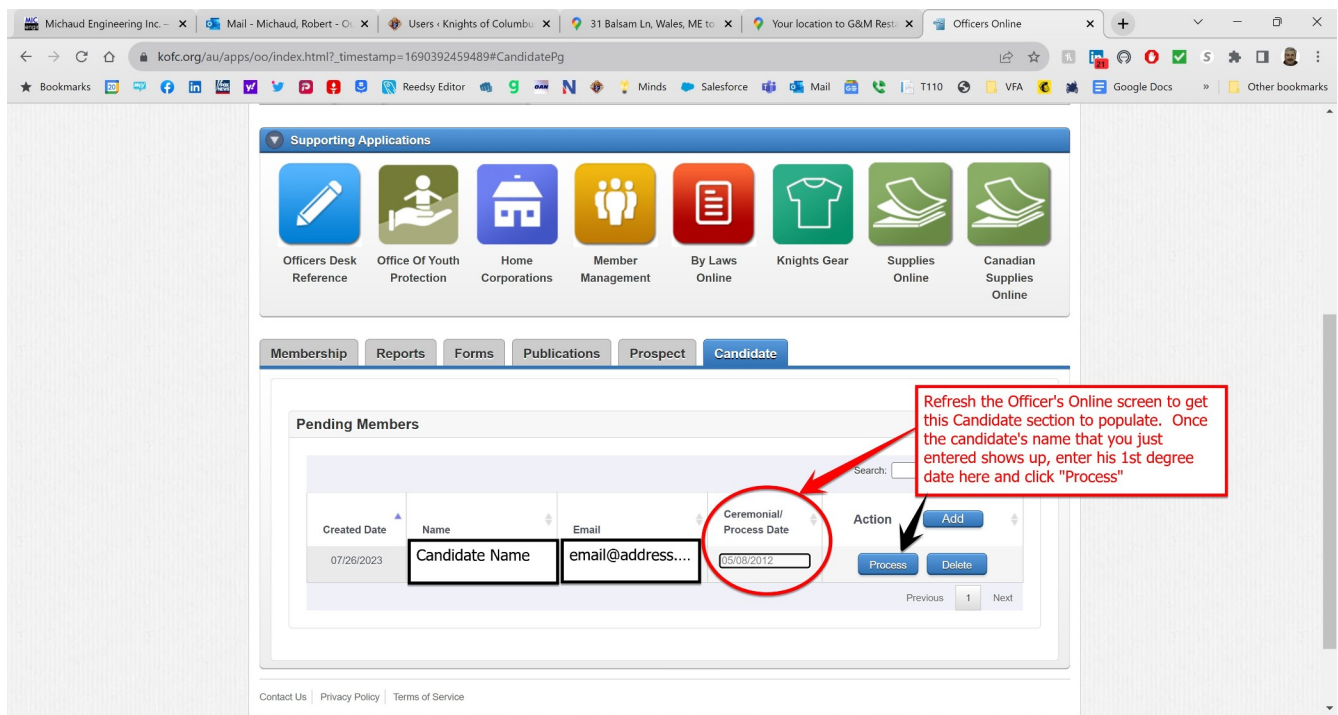 Michaud Engineering Inc. –
Mail - Michaud, Robert - Ou
Users ‹ Knights of Columbu
31 Balsam Ln, Wales, ME to
Your location to G&M Rest
Officers Online
kofc.org/au/apps/oo/index.html?_timestamp=1690392459489#CandidatePg
21
Bookmarks
20
Reedsy Editor
Minds
Salesforce
Mail
T110
VFA
Google Docs
»
Other bookmarks
Supporting Applications
Officers Desk
Reference
Office Of Youth
Protection
Home
Corporations
Member
Management
By Laws
Online
Knights Gear
Supplies
Online
Canadian
Supplies
Online
Membership
Reports
Forms
Publications
Prospect
Candidate
Refresh the Officer's Online screen to get
this Candidate section to populate. Once
the candidate's name that you just
entered shows up, enter his 1st degree
date here and click "Process"
Pending Members
Search:
Created Date
Name
Email
Ceremonial/
Process Date
Action
Add
07/26/2023
Candidate Name
email@address....
05/08/2012
Process
Delete
Previous
1
Next
Contact Us
Privacy Policy
Terms of Service